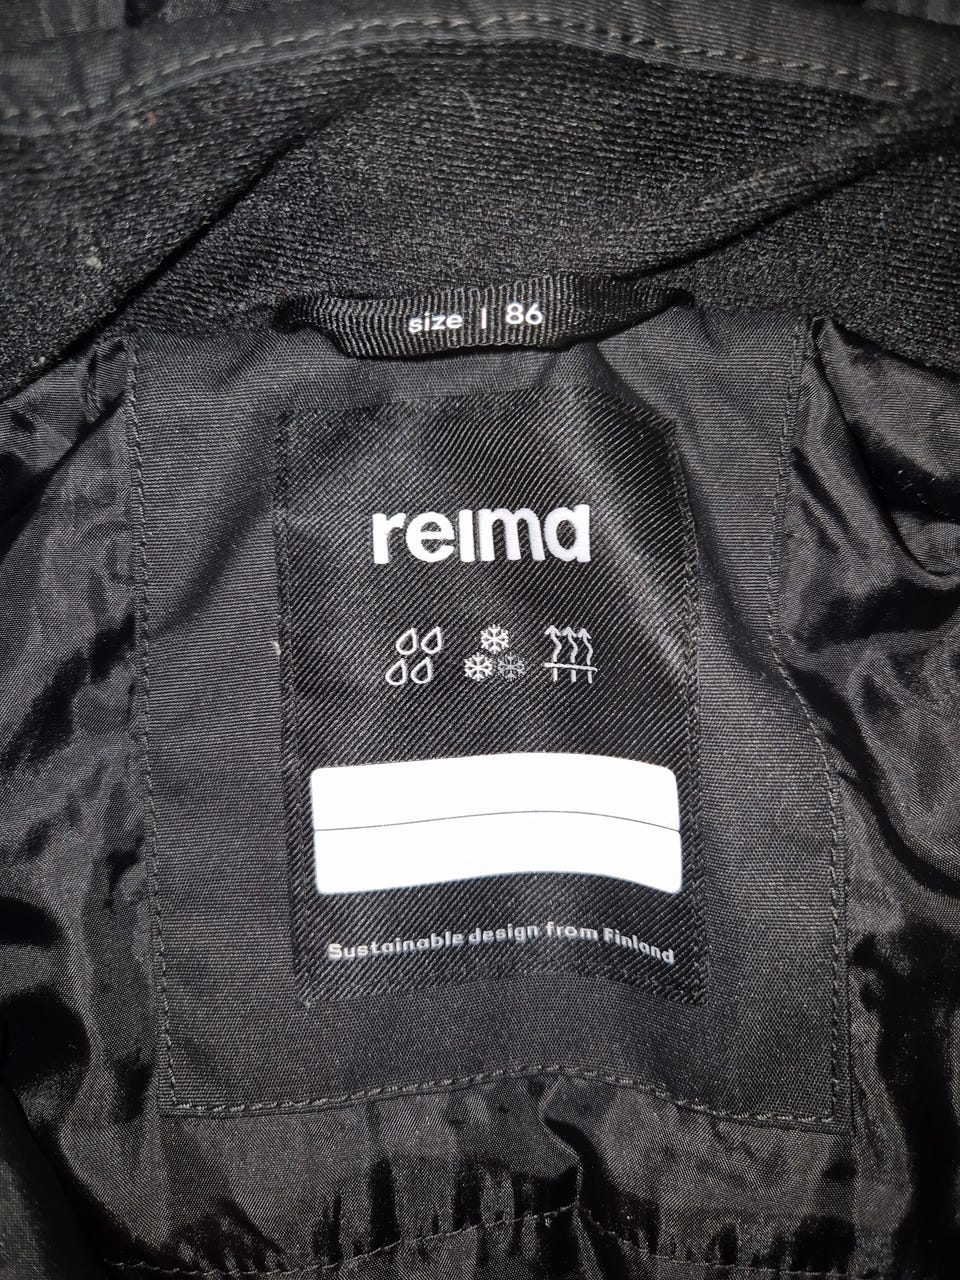 size | 86
reima
Sustainable design from Finland